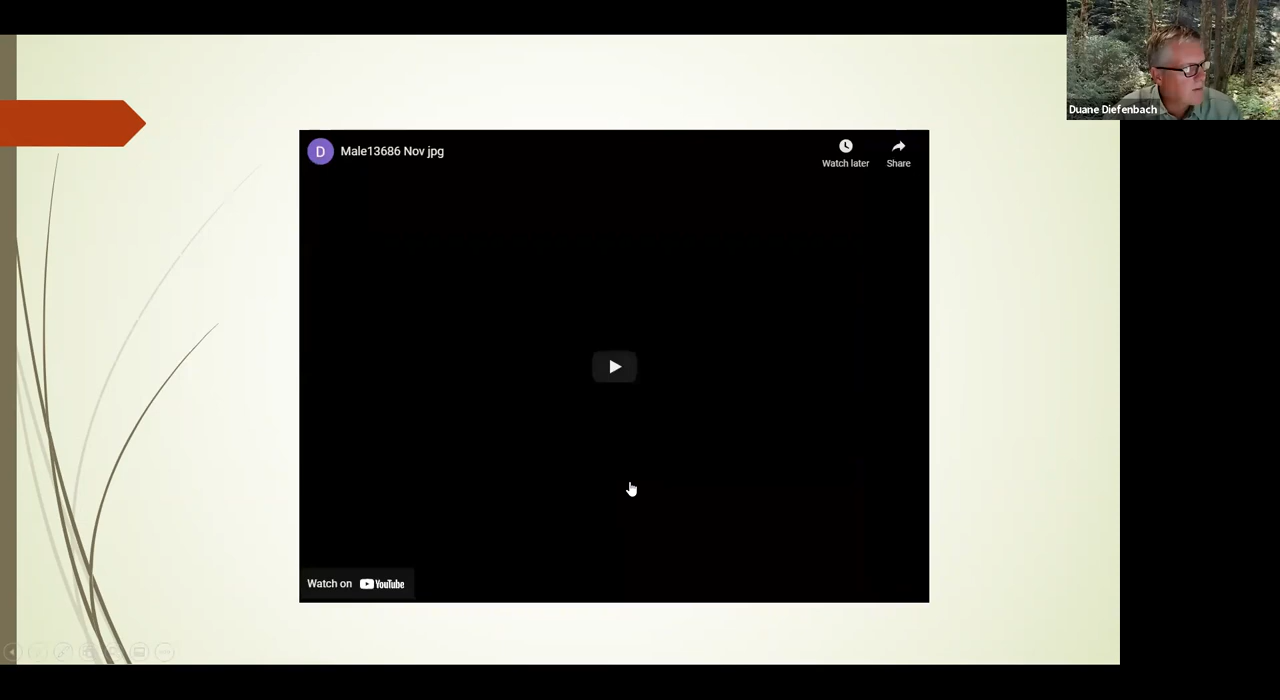 Duane Diefenbach
D
Male13686 Nov jpg
Watch later
Share
Watch on YouTube